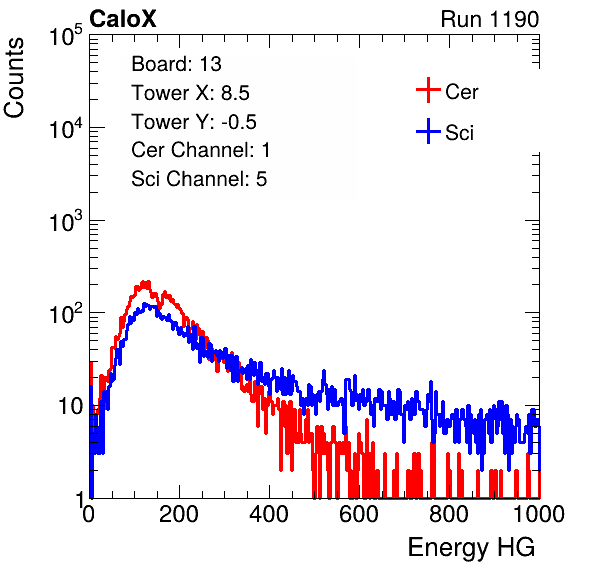 CaloX Run 1190
Counts
10^5
10^4
10^3
10^2
10
1
Board: 13
Tower X: 8.5
Tower Y: -0.5
Cer Channel: 1
Sci Channel: 5
Cer
Sci
0 200 400 600 800 1000
Energy HG